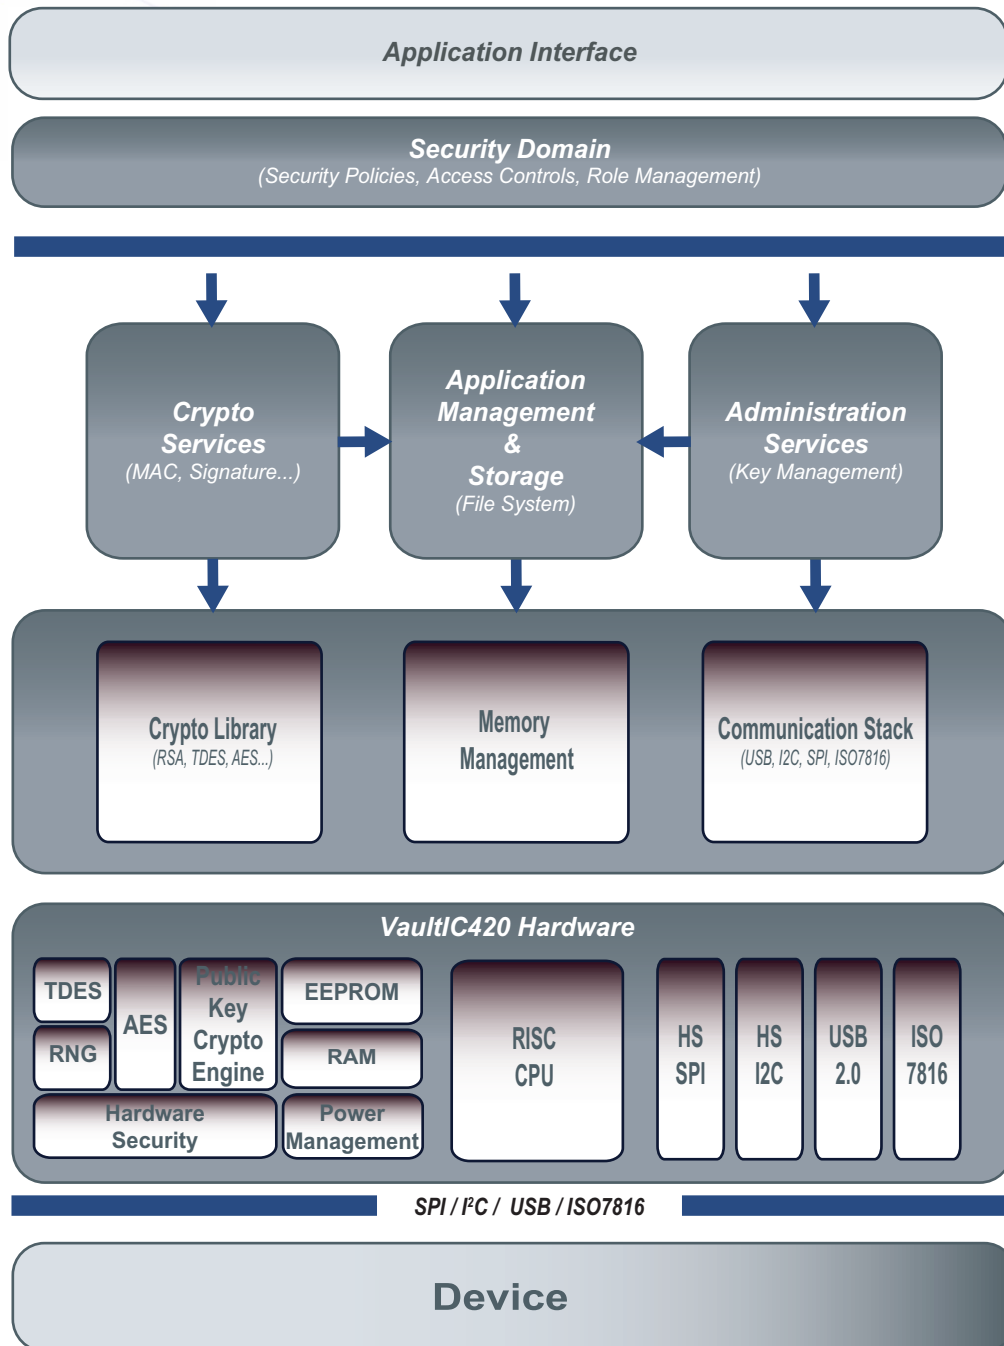 Application Interface
Security Domain
(Security Policies, Access Controls, Role Management)
Crypto
Services
(MAC, Signature...)
Application
Management
&
Storage
(File System)
Administration
Services
(Key Management)
Crypto Library
(RSA, TDES, AES...)
Memory
Management
Communication Stack
(USB, I2C, SPI, ISO7816)
VaultIC420 Hardware
TDES
RNG
AES
Public
Key
Crypto
Engine
EEPROM
RAM
Hardware
Security
Power
Management
RISC
CPU
HS
SPI
HS
I2C
USB
2.0
ISO
7816
SPI / I²C / USB / ISO7816
Device